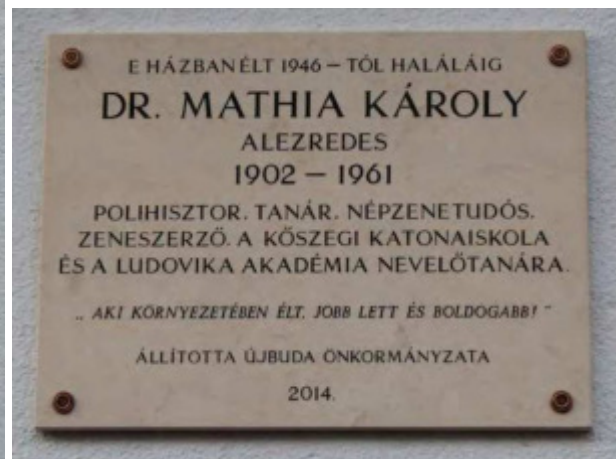 E HÁZBAN ÉLT 1946 – TÓL HALÁLÁIG
DR. MATHIA KÁROLY
ALEZREDES
1902 – 1961
POLIHISZTOR. TANÁR. NÉPZENETUDÓS.
ZENESZERZŐ. A KŐSZEGI KATONAISKOLA
ÉS A LUDOVIKA AKADÉMIA NEVELŐTANÁRA.
„ AKI KÖRNYEZETÉBEN ÉLT. JOBB LETT ÉS BOLDOGABB! "
ÁLLÍTOTTA ÚJBUDA ÖNKORMÁNYZATA
2014.